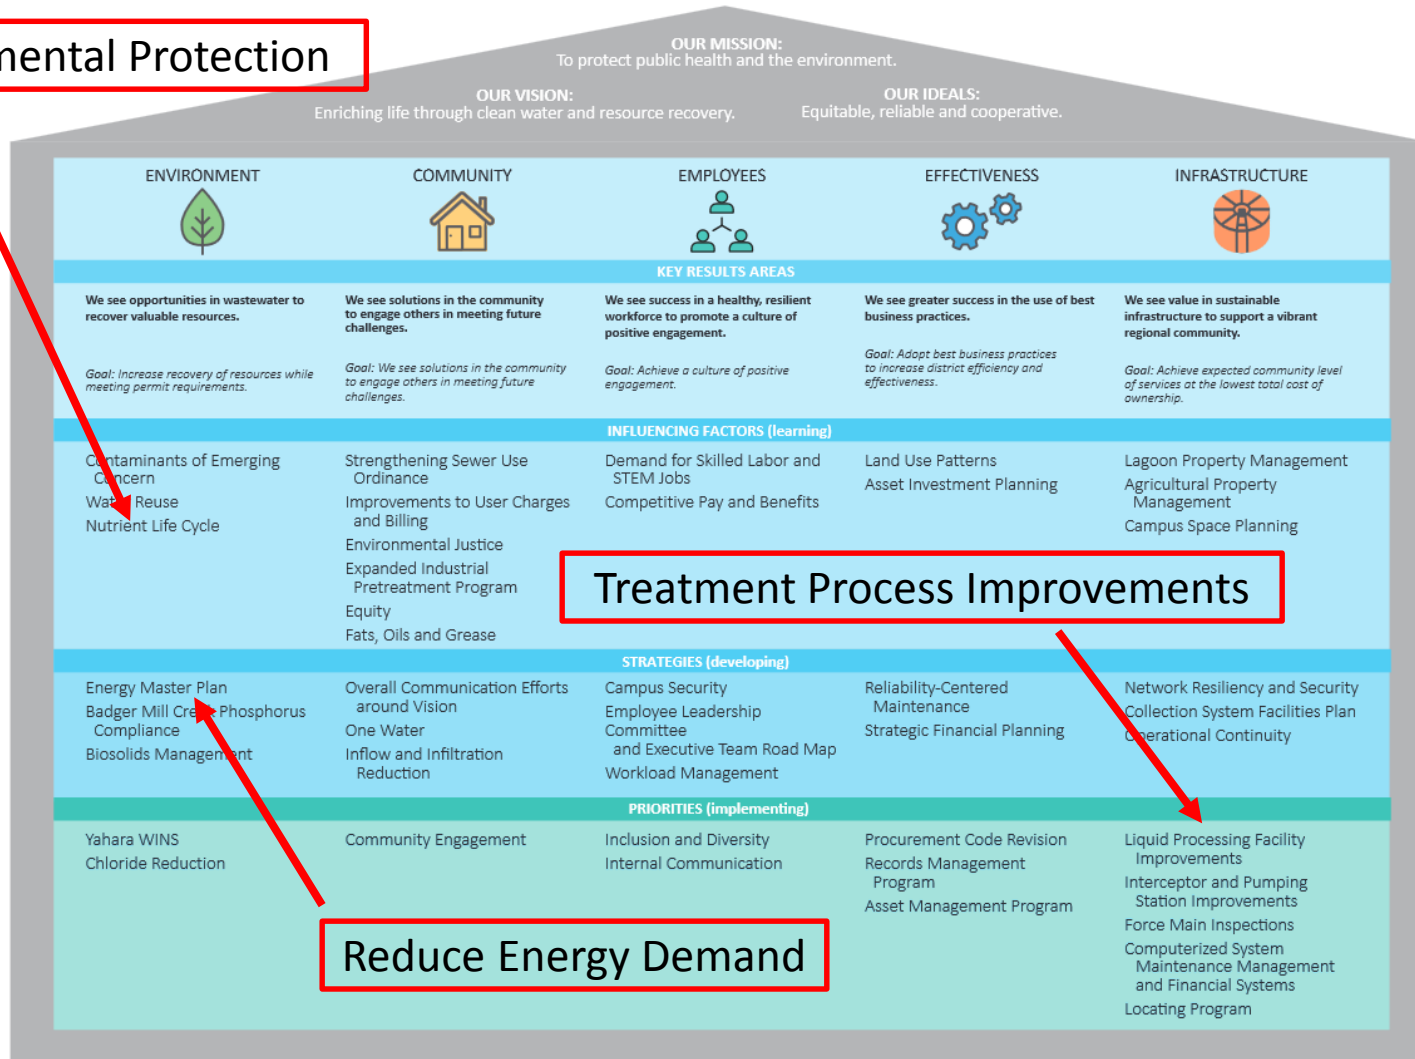 mental Protection
OUR MISSION:
To protect public health and the environment.
OUR VISION:
Enriching life through clean water and resource recovery.
OUR IDEALS:
Equitable, reliable and cooperative.
ENVIRONMENT
COMMUNITY
EMPLOYEES
EFFECTIVENESS
INFRASTRUCTURE
KEY RESULTS AREAS
We see opportunities in wastewater to
recover valuable resources.
Goal: Increase recovery of resources while
meeting permit requirements.
We see solutions in the community
to engage others in meeting future
challenges.
Goal: We see solutions in the community
to engage others in meeting future
challenges.
We see success in a healthy, resilient
workforce to promote a culture of
positive engagement.
Goal: Achieve a culture of positive
engagement.
We see greater success in the use of best
business practices.
Goal: Adopt best business practices
to increase district efficiency and
effectiveness.
We see value in sustainable
infrastructure to support a vibrant
regional community.
Goal: Achieve expected community level
of services at the lowest total cost of
ownership.
INFLUENCING FACTORS (learning)
Contaminants of Emerging
Concern
Water Reuse
Nutrient Life Cycle
Strengthening Sewer Use
Ordinance
Improvements to User Charges
and Billing
Environmental Justice
Expanded Industrial
Pretreatment Program
Equity
Fats, Oils and Grease
Demand for Skilled Labor and
STEM Jobs
Competitive Pay and Benefits
Land Use Patterns
Asset Investment Planning
Lagoon Property Management
Agricultural Property
Management
Campus Space Planning
Treatment Process Improvements
STRATEGIES (developing)
Energy Master Plan
Badger Mill Creek Phosphorus
Compliance
Biosolids Management
Overall Communication Efforts
around Vision
One Water
Inflow and Infiltration
Reduction
Campus Security
Employee Leadership
Committee
and Executive Team Road Map
Workload Management
Reliability-Centered
Maintenance
Strategic Financial Planning
Network Resiliency and Security
Collection System Facilities Plan
Operational Continuity
PRIORITIES (implementing)
Yahara WINS
Chloride Reduction
Community Engagement
Inclusion and Diversity
Internal Communication
Procurement Code Revision
Records Management
Program
Asset Management Program
Liquid Processing Facility
Improvements
Interceptor and Pumping
Station Improvements
Force Main Inspections
Computerized System
Maintenance Management
and Financial Systems
Locating Program
Reduce Energy Demand